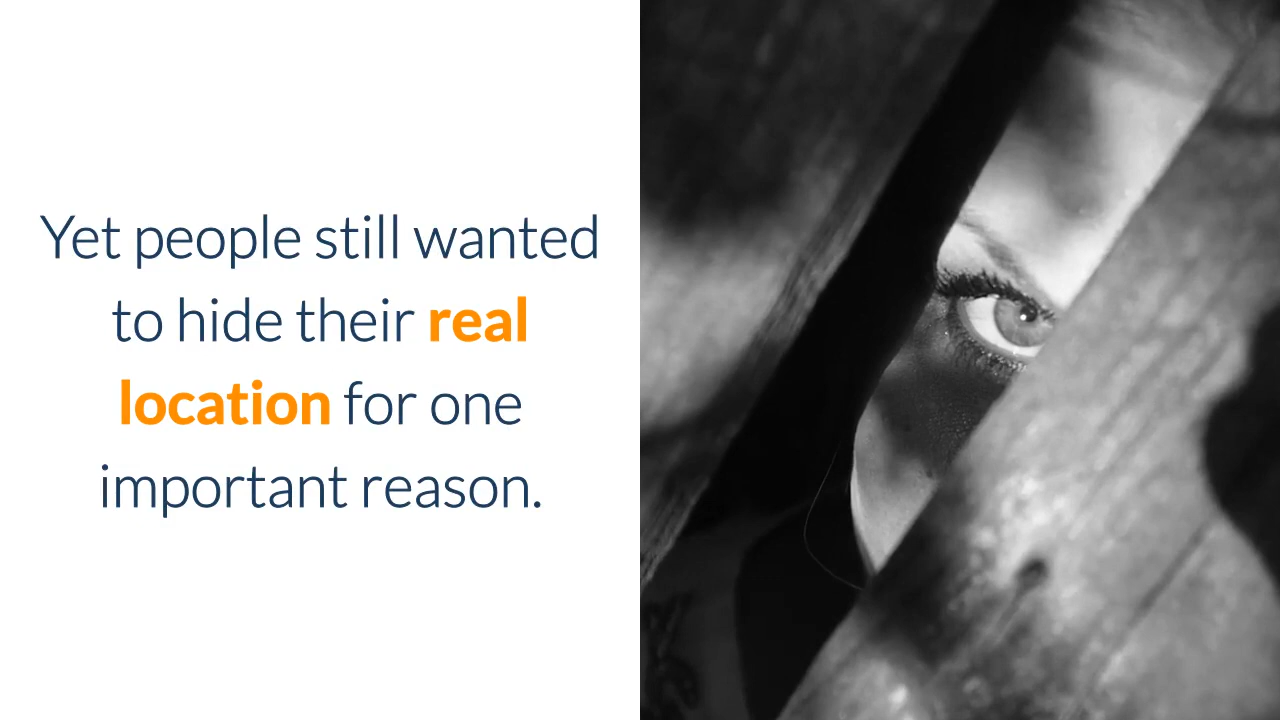 Yet people still wanted
to hide their real
location for one
important reason.